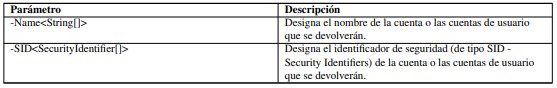 Parámetro Descripción
-Name<String[]> Designa el nombre de la cuenta o las cuentas de usuario
que se devolverán.
-SID<SecurityIdentifier[]> Designa el identificador de seguridad (de tipo SID -
Security Identifiers) de la cuenta o las cuentas de usuario
que se devolverán.